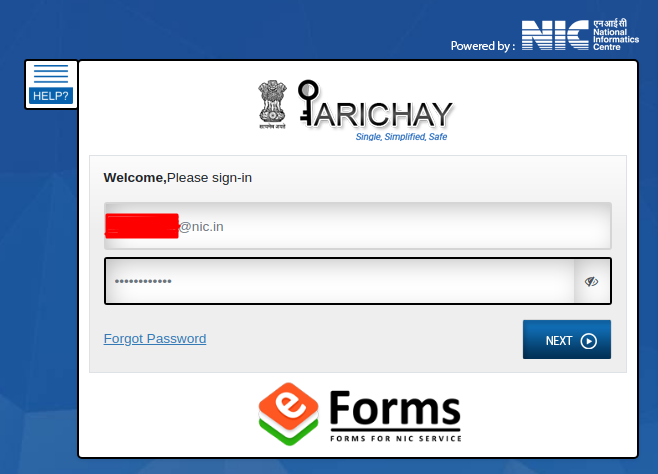 Powered by :
NIC
एनआईसी
National
Informatics
Centre
HELP?
सत्यमेव जयते
PARICHAY
Single, Simplified, Safe
Welcome,Please sign-in
@nic.in
••••••••••••
Forgot Password
NEXT
e Forms
FORMS FOR NIC SERVICE